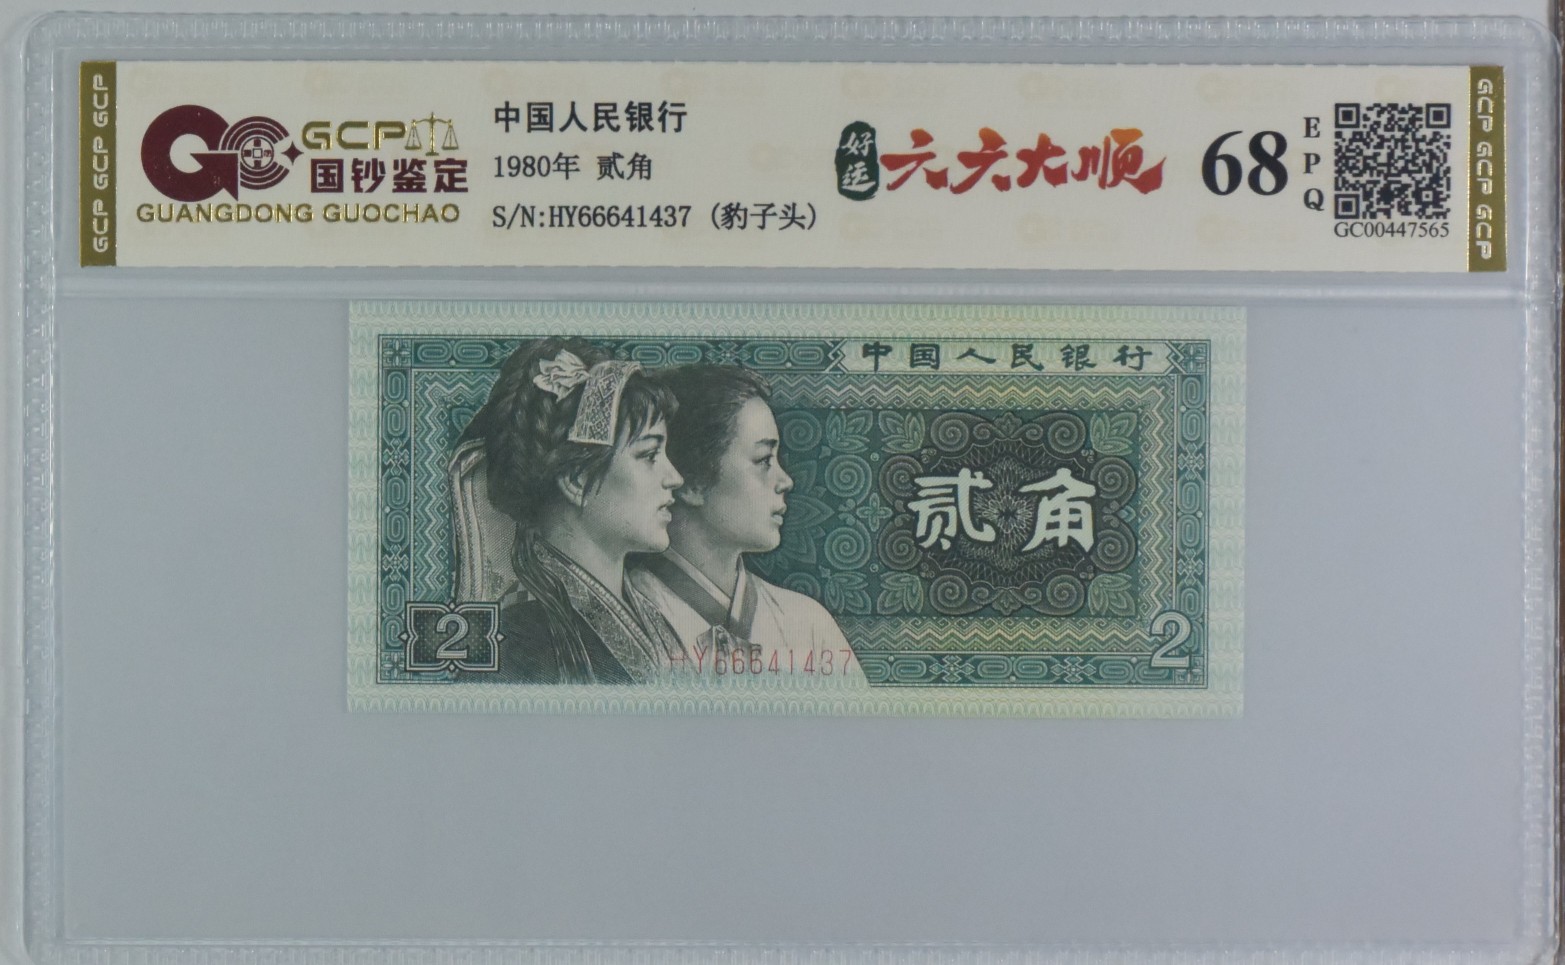 GCP GCP GCP
GCP
国钞鉴定
GUANGDONG GUOCHAO
中国人民银行
1980年 贰角
S/N:HY66641437 (豹子头)
好运
六六大顺
68
EPQ
GC00447565
GCP GCP GCP
中国人民银行
贰角
2
2
HY66641437